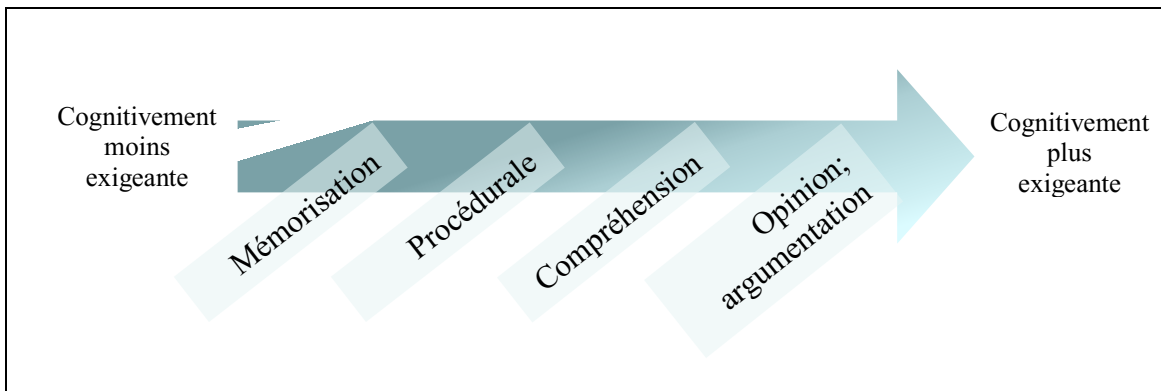 Cognitivement
moins
exigeante
Mémorisation
Procédurale
Compréhension
Opinion;
argumentation
Cognitivement
plus
exigeante